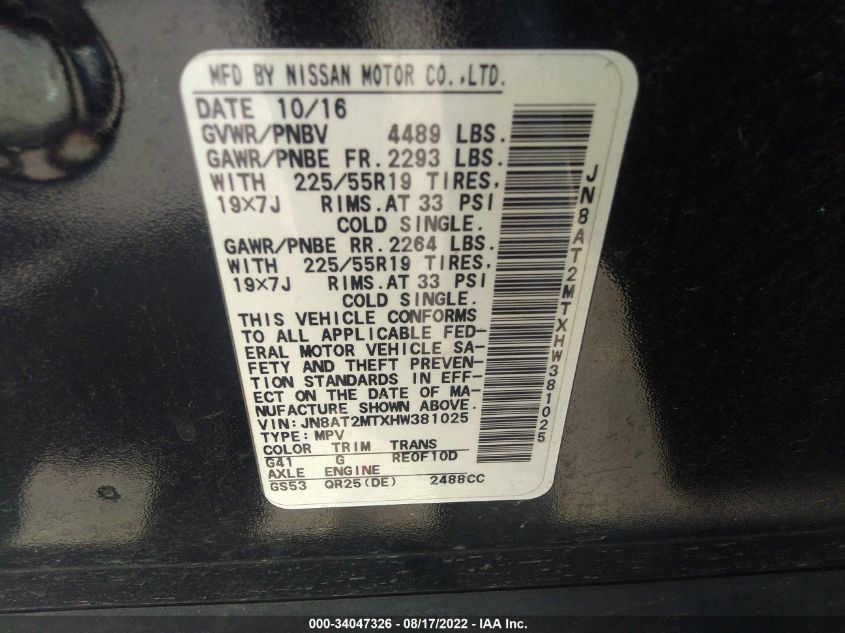 MFD BY NISSAN MOTOR CO.,LTD.
DATE 10/16
GVWR/PNBV 4489 LBS.
GAWR/PNBE FR. 2293 LBS.
WITH 225/55R19 TIRES,
19×7J RIMS.AT 33 PSI
COLD SINGLE.
GAWR/PNBE RR. 2264 LBS.
WITH 225/55R19 TIRES,
19×7J RIMS.AT 33 PSI
COLD SINGLE.
THIS VEHICLE CONFORMS
TO ALL APPLICABLE FED-
ERAL MOTOR VEHICLE SA-
FETY AND THEFT PREVEN-
TION STANDARDS IN EFF-
ECT ON THE DATE OF MA-
NUFACTURE SHOWN ABOVE.
VIN:JN8AT2MTXHW381025
TYPE:MPV
COLOR TRIM TRANS
G41 G RE0F10D
AXLE ENGINE
GS53 QR25(DE) 2488CC
JN8AT2MTXHW381025
000-34047326 - 08/17/2022 - IAA Inc.